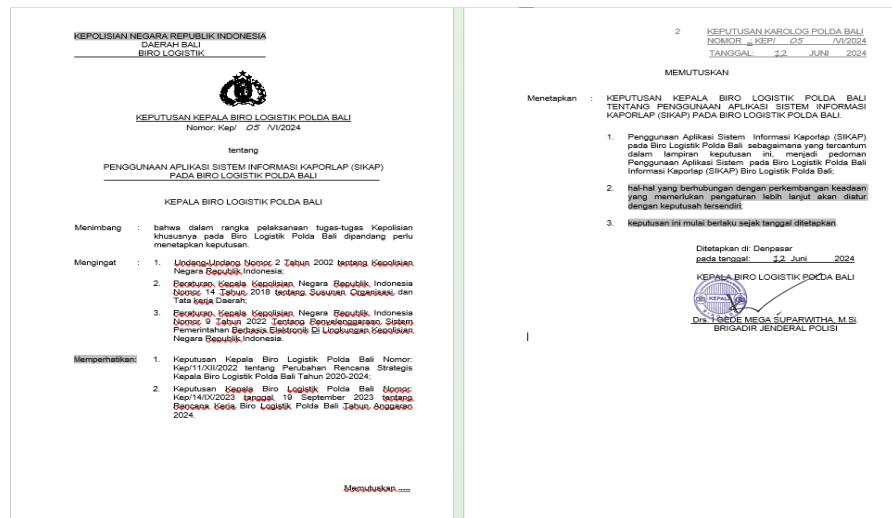 KEPOLISIAN NEGARA REPUBLIK INDONESIA
DAERAH BALI
BIRO LOGISTIK
KEPUTUSAN KEPALA BIRO LOGISTIK POLDA BALI
Nomor: Kep/ 05 /VI/2024
tentang
PENGGUNAAN APLIKASI SISTEM INFORMASI KAPORLAP (SIKAP)
PADA BIRO LOGISTIK POLDA BALI
KEPALA BIRO LOGISTIK POLDA BALI
Menimbang : bahwa dalam rangka pelaksanaan tugas-tugas Kepolisian
khususnya pada Biro Logistik Polda Bali dipandang perlu
menetapkan keputusan.
Mengingat : 1. Undang-Undang Nomor 2 Tahun 2002 tentang Kepolisian
Negara Republik Indonesia;
2. Peraturan Kepala Kepolisian Negara Republik Indonesia
Nomor 14 Tahun 2018 tentang Susunan Organisasi dan
Tata kerja Daerah;
3. Peraturan Kepala Kepolisian Negara Republik Indonesia
Nomor 9 Tahun 2022 Tentang Penyelenggaraan Sistem
Pemerintahan Berbasis Elektronik Di Lingkungan Kepolisian
Negara Republik Indonesia.
Memperhatikan: 1. Keputusan Kepala Biro Logistik Polda Bali Nomor:
Kep/11/XII/2022 tentang Perubahan Rencana Strategis
Kepala Biro Logistik Polda Bali Tahun 2020-2024;
2. Keputusan Kepala Biro Logistik Polda Bali Nomor:
Kep/14/IX/2023 tanggal 19 September 2023 tentang
Rencana Kerja Biro Logistik Polda Bali Tahun Anggaran
2024.
Memutuskan .....
2 KEPUTUSAN KAROLOG POLDA BALI
NOMOR : KEP/ 05 /VI/2024
TANGGAL: 12 JUNI 2024
MEMUTUSKAN
Menetapkan : KEPUTUSAN KEPALA BIRO LOGISTIK POLDA BALI
TENTANG PENGGUNAAN APLIKASI SISTEM INFORMASI
KAPORLAP (SIKAP) PADA BIRO LOGISTIK POLDA BALI.
1. Penggunaan Aplikasi Sistem Informasi Kaporlap (SIKAP)
pada Biro Logistik Polda Bali sebagaimana yang tercantum
dalam lampiran keputusan ini, menjadi pedoman
Penggunaan Aplikasi Sistem pada Biro Logistik Polda Bali
Informasi Kaporlap (SIKAP) Biro Logistik Polda Bali;
2. hal-hal yang berhubungan dengan perkembangan keadaan
yang memerlukan pengaturan lebih lanjut akan diatur
dengan keputusah tersendiri;
3. keputusan ini mulai berlaku sejak tanggal ditetapkan.
Ditetapkan di: Denpasar
pada tanggal: 12 Juni 2024
KEPALA BIRO LOGISTIK POLDA BALI
KEPALA
Drs. I GEDE MEGA SUPARWITHA, M.Si.
BRIGADIR JENDERAL POLISI